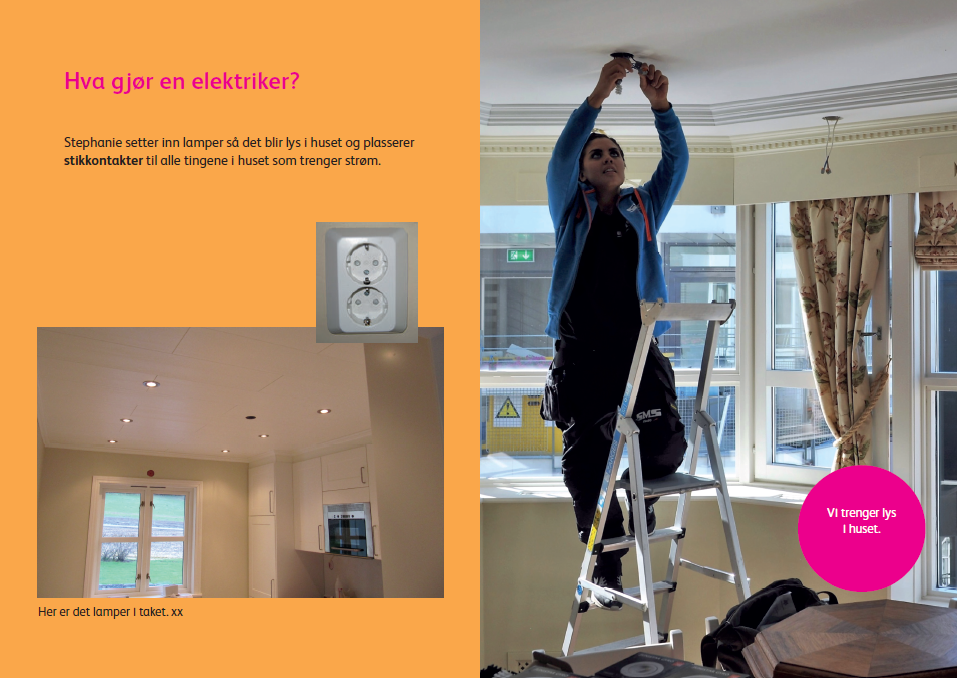 Hva gjør en elektriker?
Stephanie setter inn lamper så det blir lys i huset og plasserer
stikkontakter til alle tingene i huset som trenger strøm.
Her er det lamper i taket. xx
SMS
Vi trenger lys
i huset.